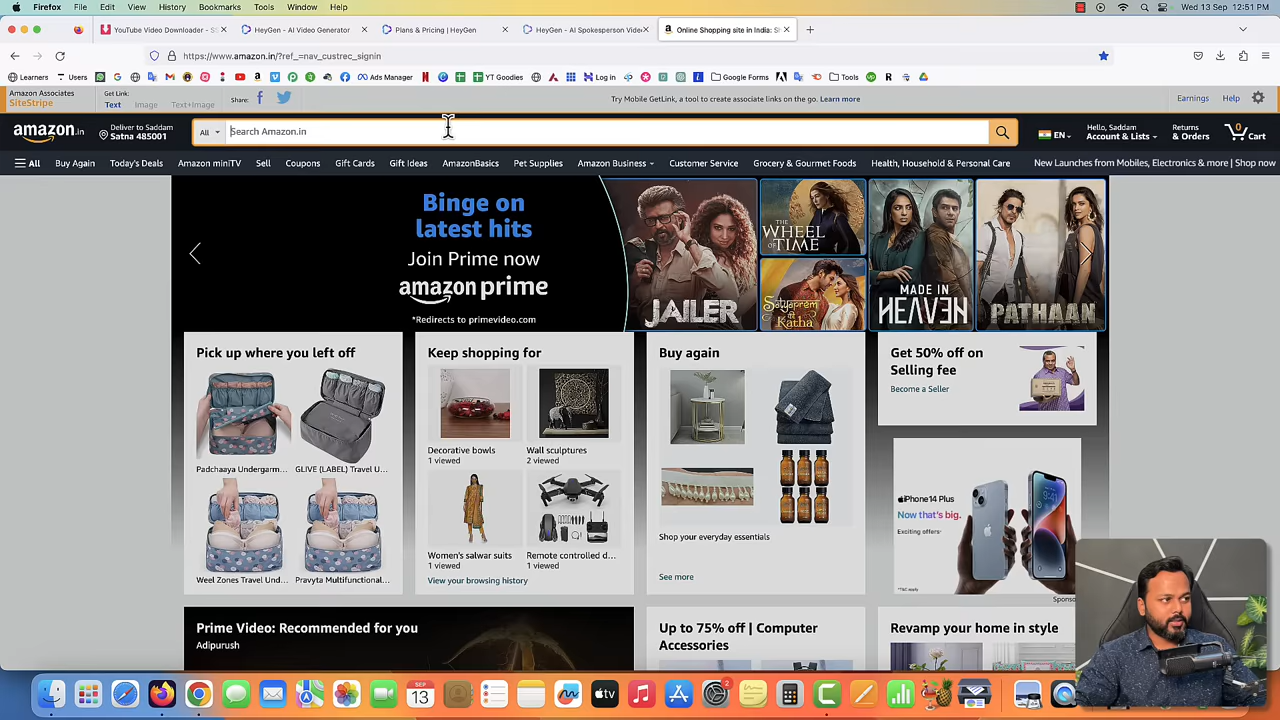 Firefox File Edit View History Bookmarks Tools Window Help
Wed 13 Sep 12:51 PM
YouTube Video Downloader - S
HeyGen - AI Video Generator
Plans & Pricing | HeyGen
HeyGen - AI Spokesperson Vide
Online Shopping site in India: Sh
https://www.amazon.in/?ref_=nav_custrec_signin
Learners Users Ads Manager YT Goodies Log in Google Forms Tools
Amazon Associates
SiteStripe
Get Link:
Text Image Text+Image
Share:
Try Mobile GetLink, a tool to create associate links on the go. Learn more
Earnings Help
amazon.in
Deliver to Saddam
Satna 485001
All
Search Amazon.in
EN
Hello, Saddam
Account & Lists
Returns
& Orders
0
Cart
All Buy Again Today's Deals Amazon miniTV Sell Coupons Gift Cards Gift Ideas AmazonBasics Pet Supplies Amazon Business Customer Service Grocery & Gourmet Foods Health, Household & Personal Care New Launches from Mobiles, Electronics & more | Shop now
Binge on
latest hits
Join Prime now
amazon prime
*Redirects to primevideo.com
JAILER
THE
WHEEL
OF TIME
Satyaprem
Ki
Katha
MADE IN
HEAVEN
PATHAAN
Pick up where you left off
Padchaaya Undergarm...
GLIVE (LABEL) Travel U...
Weel Zones Travel Und...
Pravyta Multifunctional...
Keep shopping for
Decorative bowls
1 viewed
Wall sculptures
2 viewed
Women's salwar suits
1 viewed
Remote controlled d...
1 viewed
View your browsing history
Buy again
Shop your everyday essentials
See more
Get 50% off on
Selling fee
Become a Seller
iPhone 14 Plus
Now that's big.
Exciting offers
*T&C apply
Sponso
Prime Video: Recommended for you
Adipurush
Up to 75% off | Computer
Accessories
Revamp your home in style
SEP
13
tv